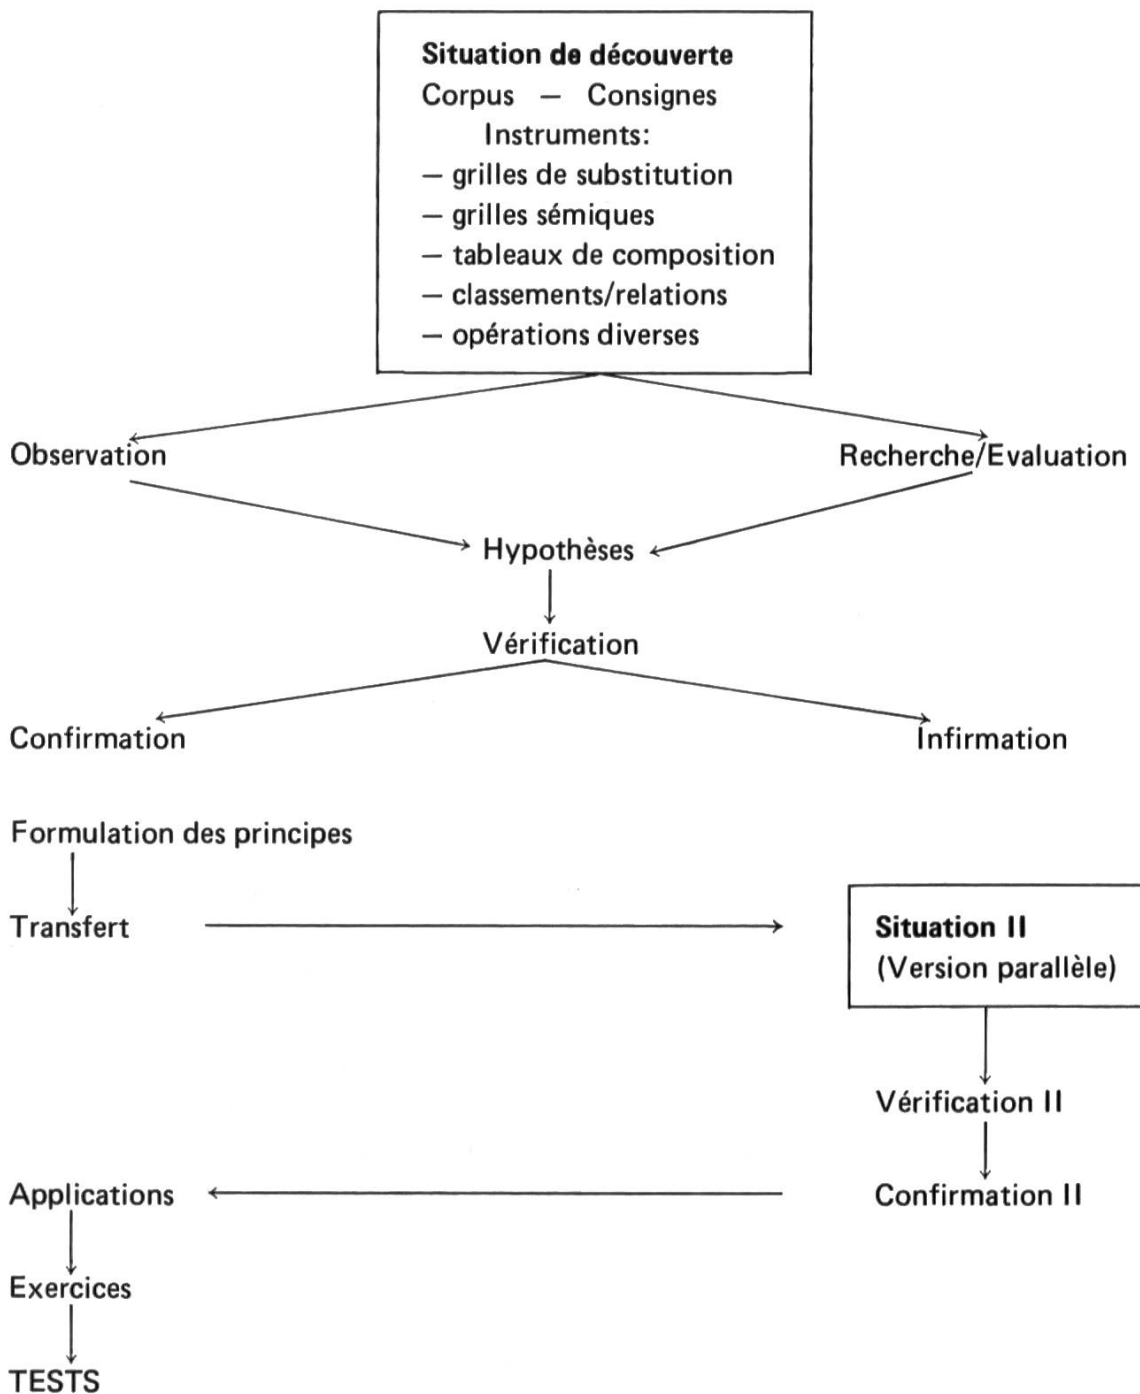 Situation de découverte
Corpus — Consignes
Instruments:
— grilles de substitution
— grilles sémiques
— tableaux de composition
— classements/relations
— opérations diverses
Observation
Recherche/Evaluation
Hypothèses
Vérification
Confirmation
Infirmation
Formulation des principes
Transfert
Situation II
(Version parallèle)
Vérification II
Applications
Confirmation II
Exercices
TESTS